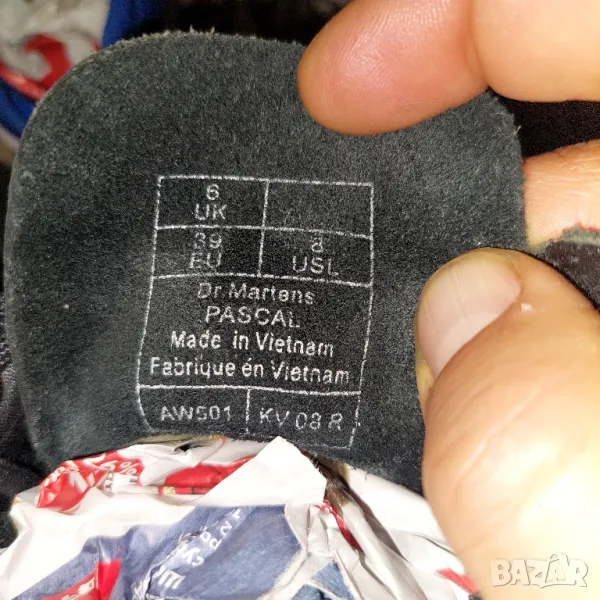 6
UK
39
EU
8
USL
Dr.Martens
PASCAL
Made in Vietnam
Fabrique én Vietnam
AW501
KV 08 R
BAZAR